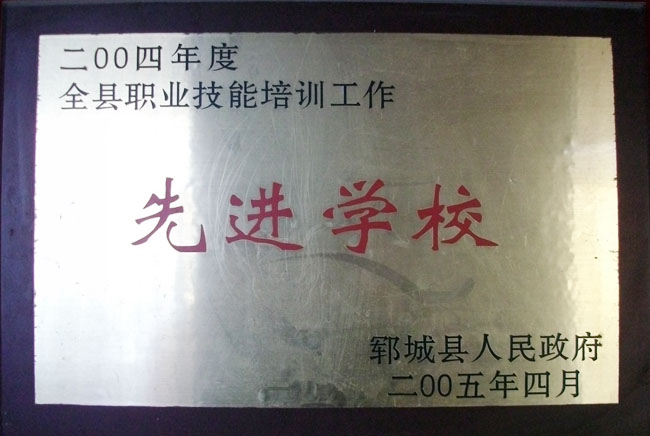 二00四年度
全县职业技能培训工作
先进学校
郓城县人民政府
二00五年四月